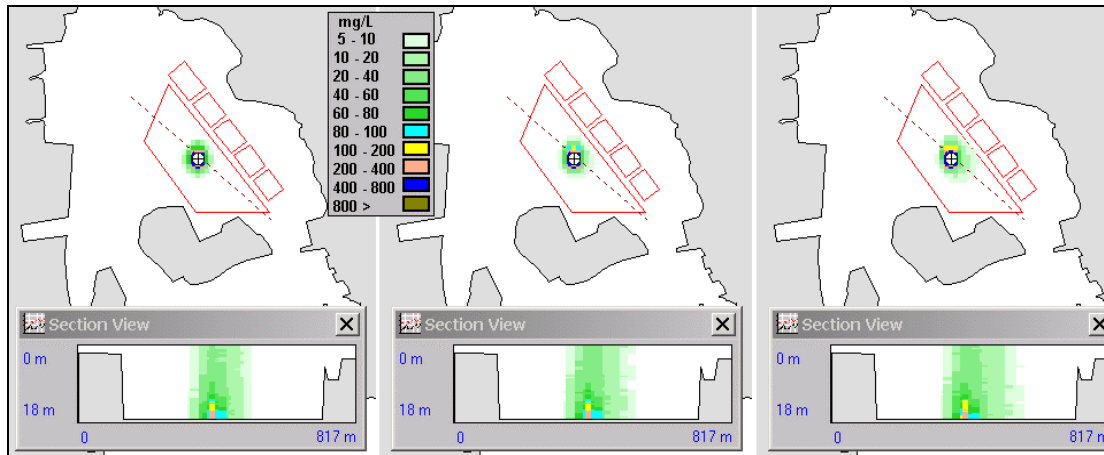 mg/L
5 - 10
10 - 20
20 - 40
40 - 60
60 - 80
80 - 100
100 - 200
200 - 400
400 - 800
800 >
Section View
0 m
18 m
0 817 m
Section View
0 m
18 m
0 817 m
Section View
0 m
18 m
0 817 m